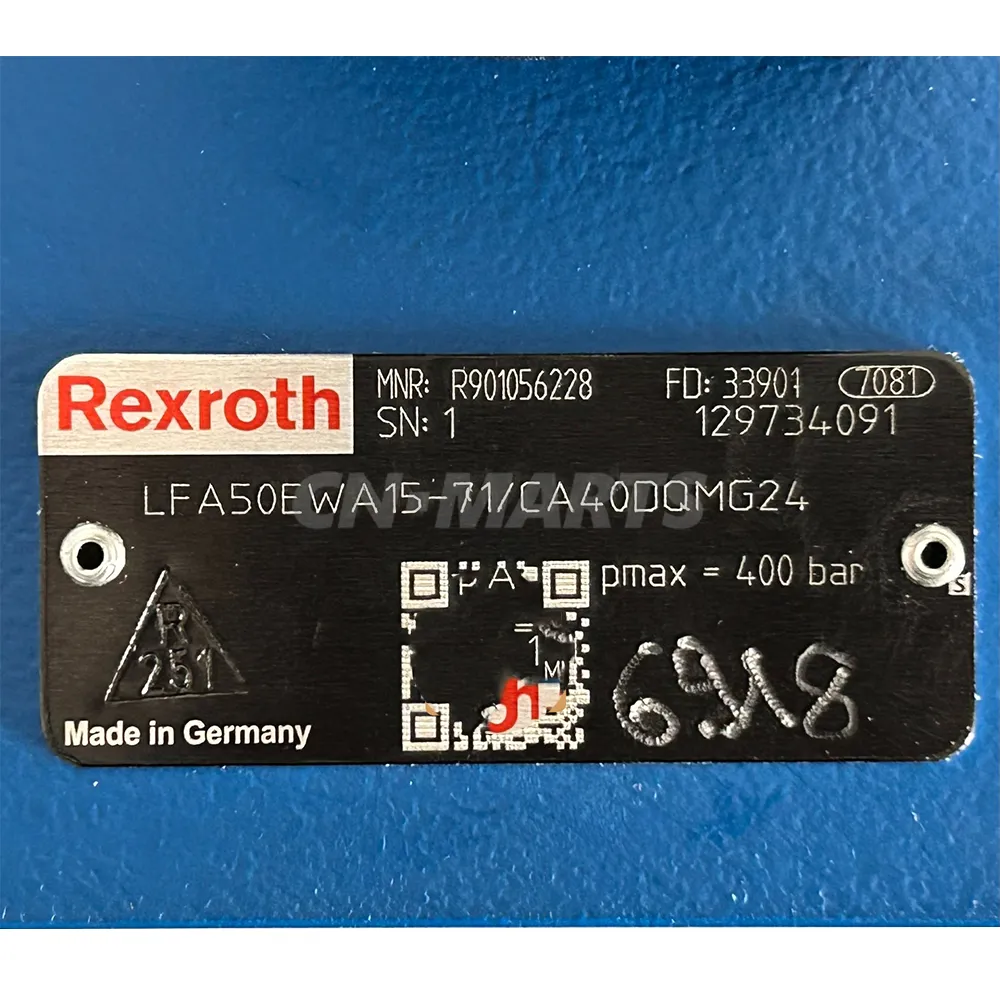 Rexroth
MNR: R901056228
FD: 33901 7081
SN: 1
129734091
LFA50EWA15-71/CA40DQMG24
CN-MARTS
pmax = 400 bar
S
R
251
Made in Germany